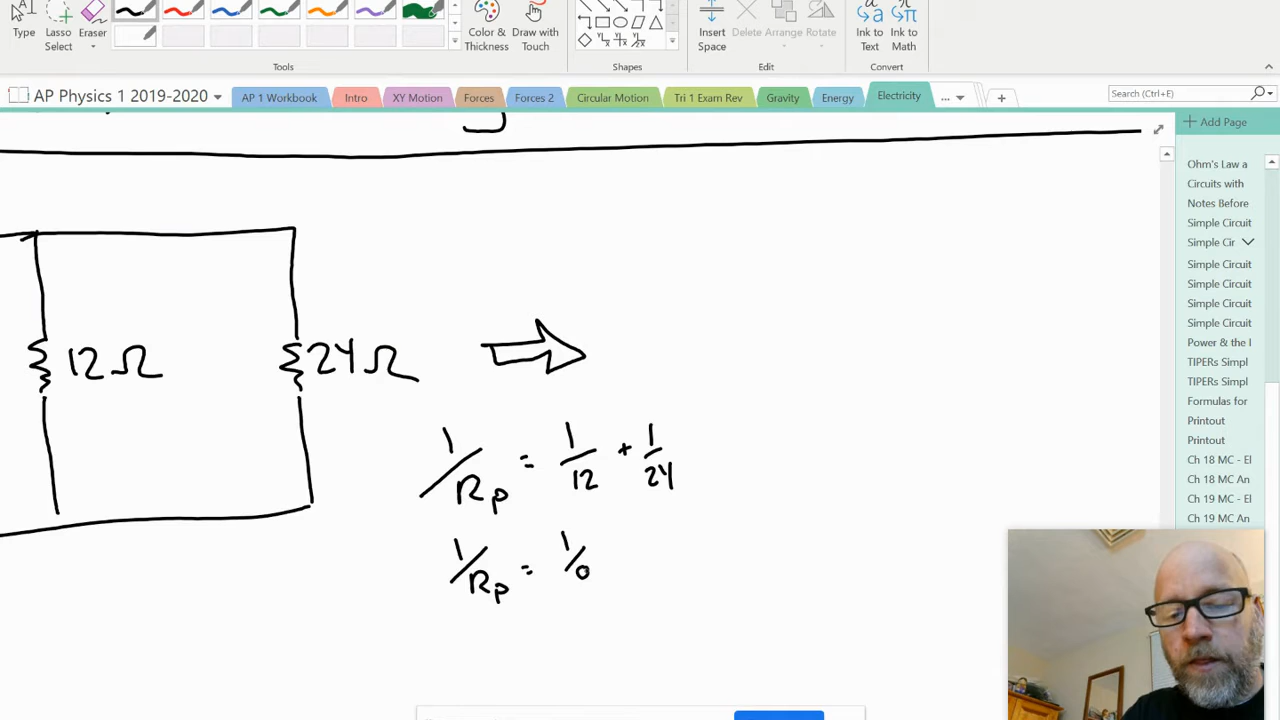 Type
Lasso
Select
Eraser
Color &
Thickness
Draw with
Touch
Insert
Space
Delete
Arrange
Rotate
Ink to
Text
Ink to
Math
Tools
Shapes
Edit
Convert
AP Physics 1 2019-2020
AP 1 Workbook
Intro
XY Motion
Forces
Forces 2
Circular Motion
Tri 1 Exam Rev
Gravity
Energy
Electricity
...
Search (Ctrl+E)
Add Page
Ohm's Law a
Circuits with
Notes Before
Simple Circuit
Simple Cir
Simple Circuit
Simple Circuit
Simple Circuit
Simple Circuit
Power & the I
TIPERs Simpl
TIPERs Simpl
Formulas for
Printout
Printout
Ch 18 MC - El
Ch 18 MC An
Ch 19 MC - El
Ch 19 MC An
12 Ω
24 Ω
1/Rp = 1/12 + 1/24
1/Rp = 1/0